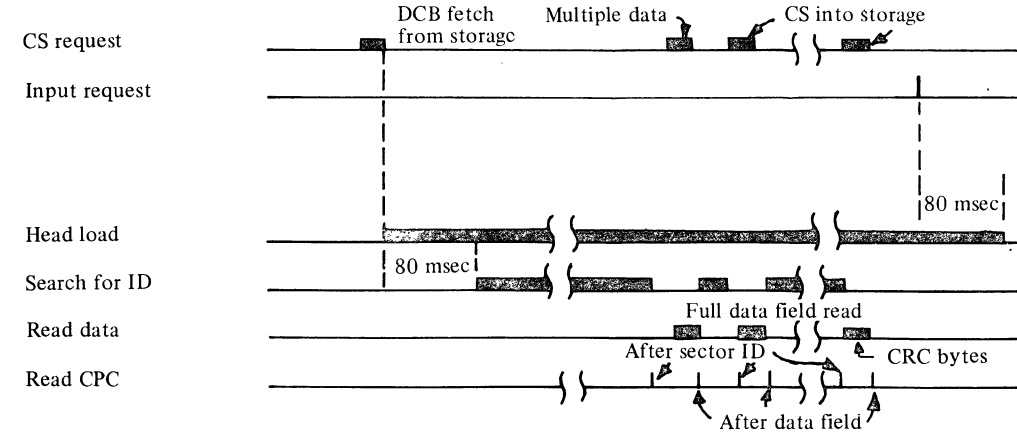 DCB fetch
from storage
Multiple data
CS into storage
CS request
Input request
80 msec
Head load
80 msec
Search for ID
Full data field read
Read data
After sector ID
CRC bytes
Read CPC
After data field